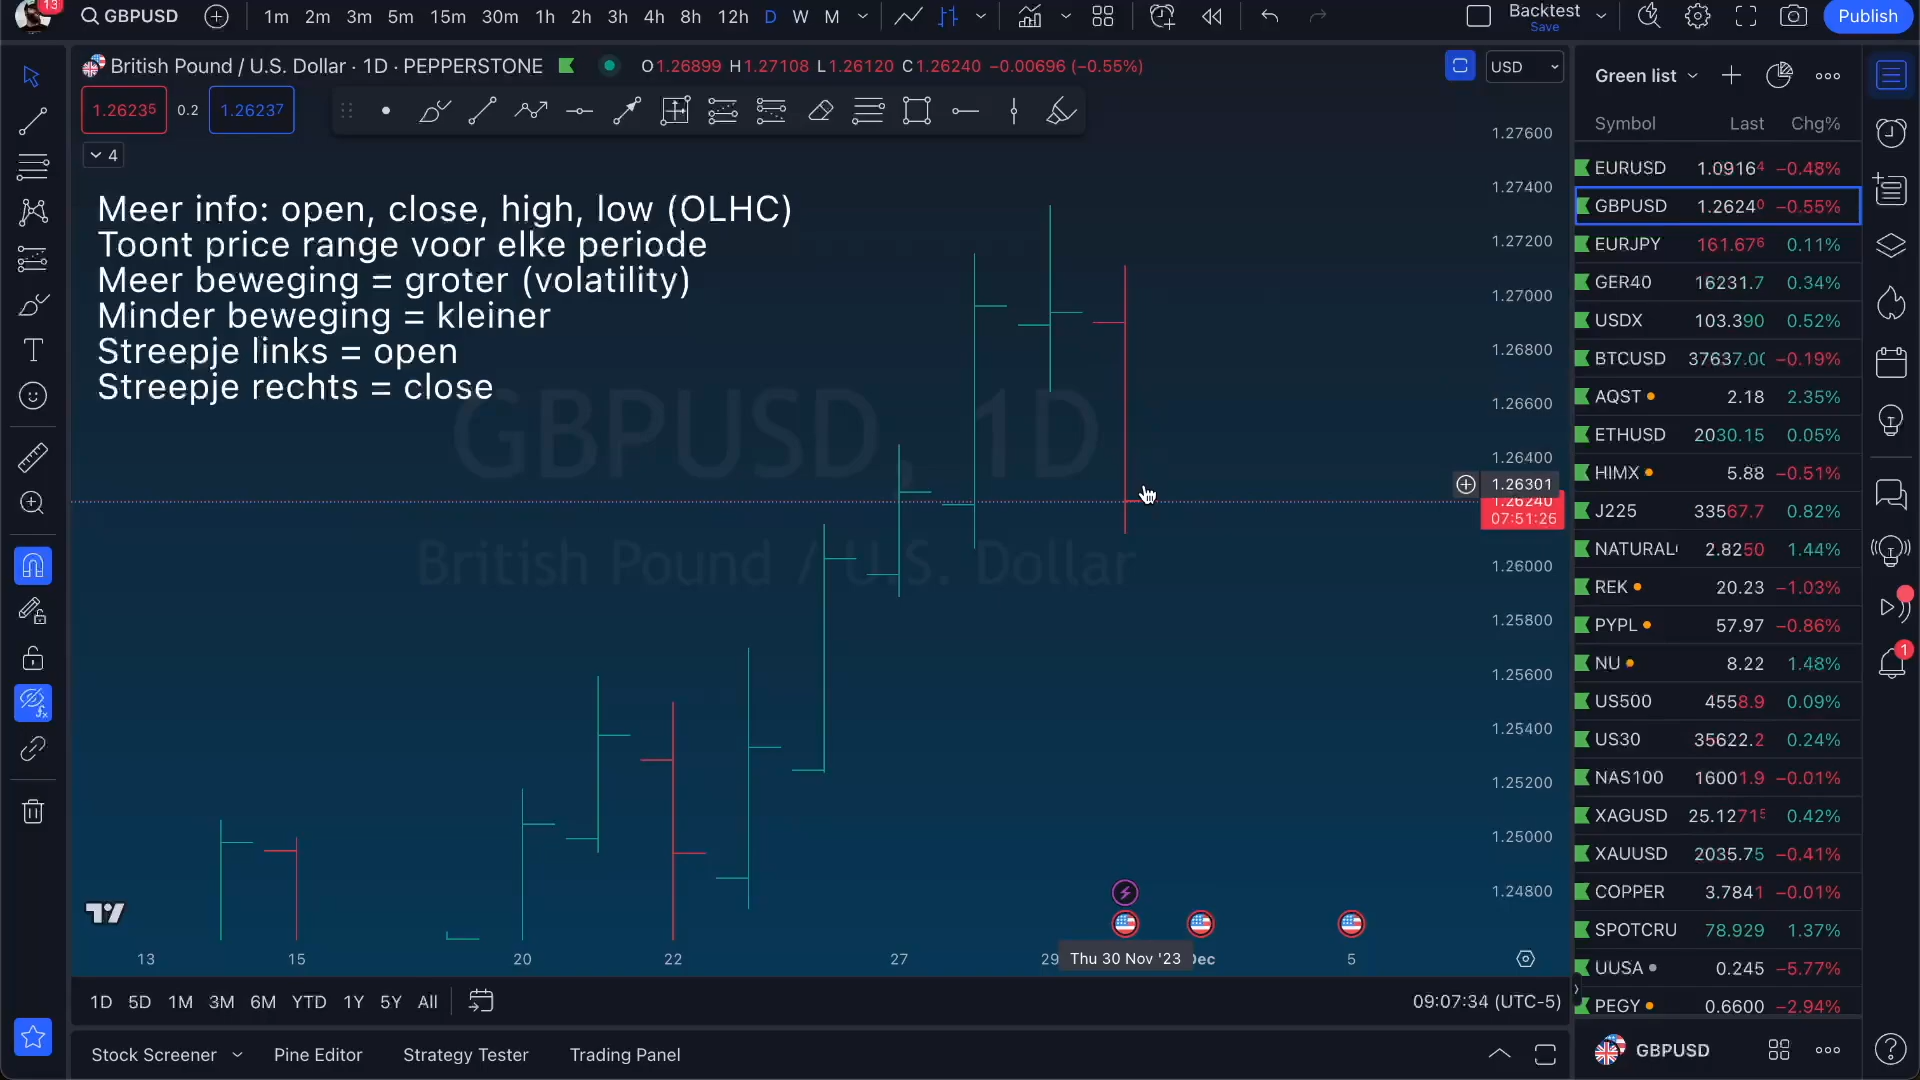 13
GBPUSD
1m 2m 3m 5m 15m 30m 1h 2h 3h 4h 8h 12h D W M
Backtest
Save
Publish
British Pound / U.S. Dollar · 1D · PEPPERSTONE
O1.26899 H1.27108 L1.26120 C1.26240 −0.00696 (−0.55%)
USD
1.26235 0.2 1.26237
4
Meer info: open, close, high, low (OLHC)
Toont price range voor elke periode
Meer beweging = groter (volatility)
Minder beweging = kleiner
Streepje links = open
Streepje rechts = close
GBPUSD, 1D
British Pound / U.S. Dollar
1.27600
1.27400
1.27200
1.27000
1.26800
1.26600
1.26400
1.26301
1.26240
07:51:26
1.26000
1.25800
1.25600
1.25400
1.25200
1.25000
1.24800
13 15 20 22 27 29 Thu 30 Nov '23 Dec 5
1D 5D 1M 3M 6M YTD 1Y 5Y All
09:07:34 (UTC-5)
Stock Screener Pine Editor Strategy Tester Trading Panel
Green list
Symbol Last Chg%
EURUSD 1.09164 −0.48%
GBPUSD 1.26240 −0.55%
EURJPY 161.676 0.11%
GER40 16231.7 0.34%
USDX 103.390 0.52%
BTCUSD 37637.00 −0.19%
AQST 2.18 2.35%
ETHUSD 2030.15 0.05%
HIMX 5.88 −0.51%
J225 33567.7 0.82%
NATURAL 2.8250 1.44%
REK 20.23 −1.03%
PYPL 57.97 −0.86%
NU 8.22 1.48%
US500 4558.9 0.09%
US30 35622.2 0.24%
NAS100 16001.9 −0.01%
XAGUSD 25.12715 0.42%
XAUUSD 2035.75 −0.41%
COPPER 3.7841 −0.01%
SPOTCRU 78.929 1.37%
UUSA 0.245 −5.77%
PEGY 0.6600 −2.94%
GBPUSD
1